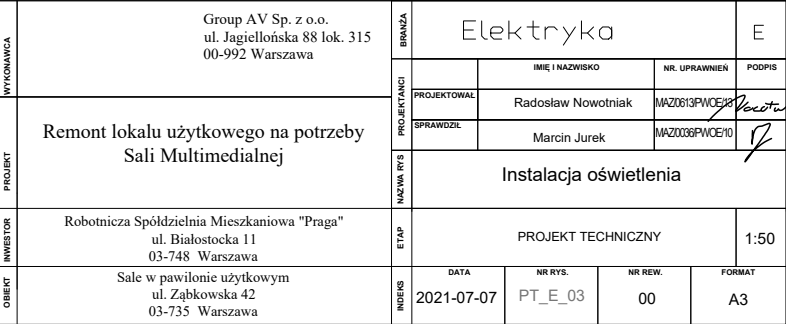 WYKONAWCA
Group AV Sp. z o.o.
ul. Jagiellońska 88 lok. 315
00-992 Warszawa
PROJEKT
Remont lokalu użytkowego na potrzeby
Sali Multimedialnej
INWESTOR
Robotnicza Spółdzielnia Mieszkaniowa "Praga"
ul. Białostocka 11
03-748 Warszawa
OBIEKT
Sale w pawilonie użytkowym
ul. Ząbkowska 42
03-735 Warszawa
BRANŻA
Elektryka E
PROJEKTANCI
IMIĘ I NAZWISKO NR. UPRAWNIEŃ PODPIS
PROJEKTOWAŁ Radosław Nowotniak MAZ/0613/PWOE/13
SPRAWDZIŁ Marcin Jurek MAZ/0036/PWOE/10
NAZWA RYS
Instalacja oświetlenia
ETAP
PROJEKT TECHNICZNY 1:50
INDEKS
DATA NR RYS. NR REW. FORMAT
2021-07-07 PT_E_03 00 A3